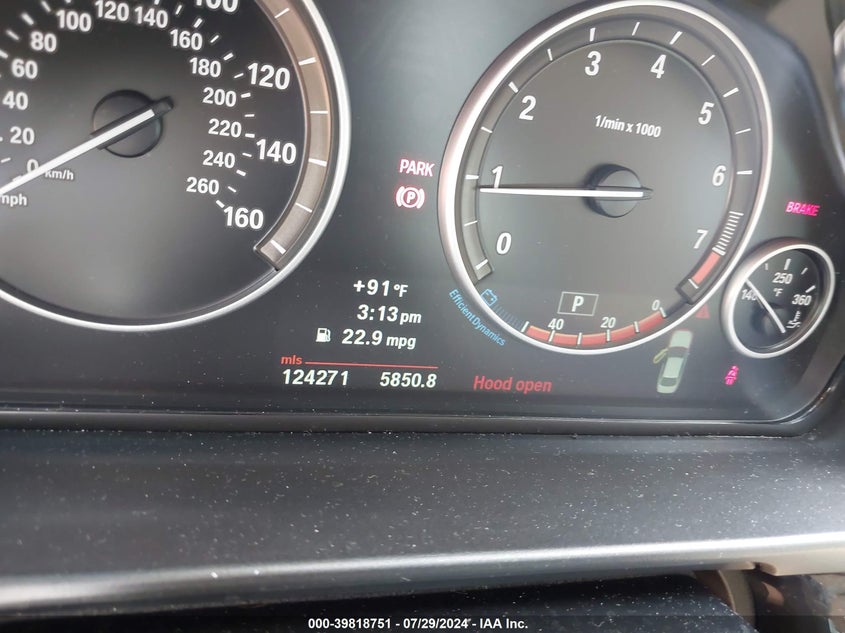 100
120 140
100
80
60
40
20
0
km/h
mph
160
180
200
220
240
260
120
140
160
PARK
P
+91°F
3:13 pm
22.9 mpg
mls
124271 5850.8
Hood open
0
1
2
3
4
5
6
7
1/min x 1000
P
EfficientDynamics
40 20 0
BRAKE
140 250 360
°F
000-39818751 - 07/29/2024 - IAA Inc.